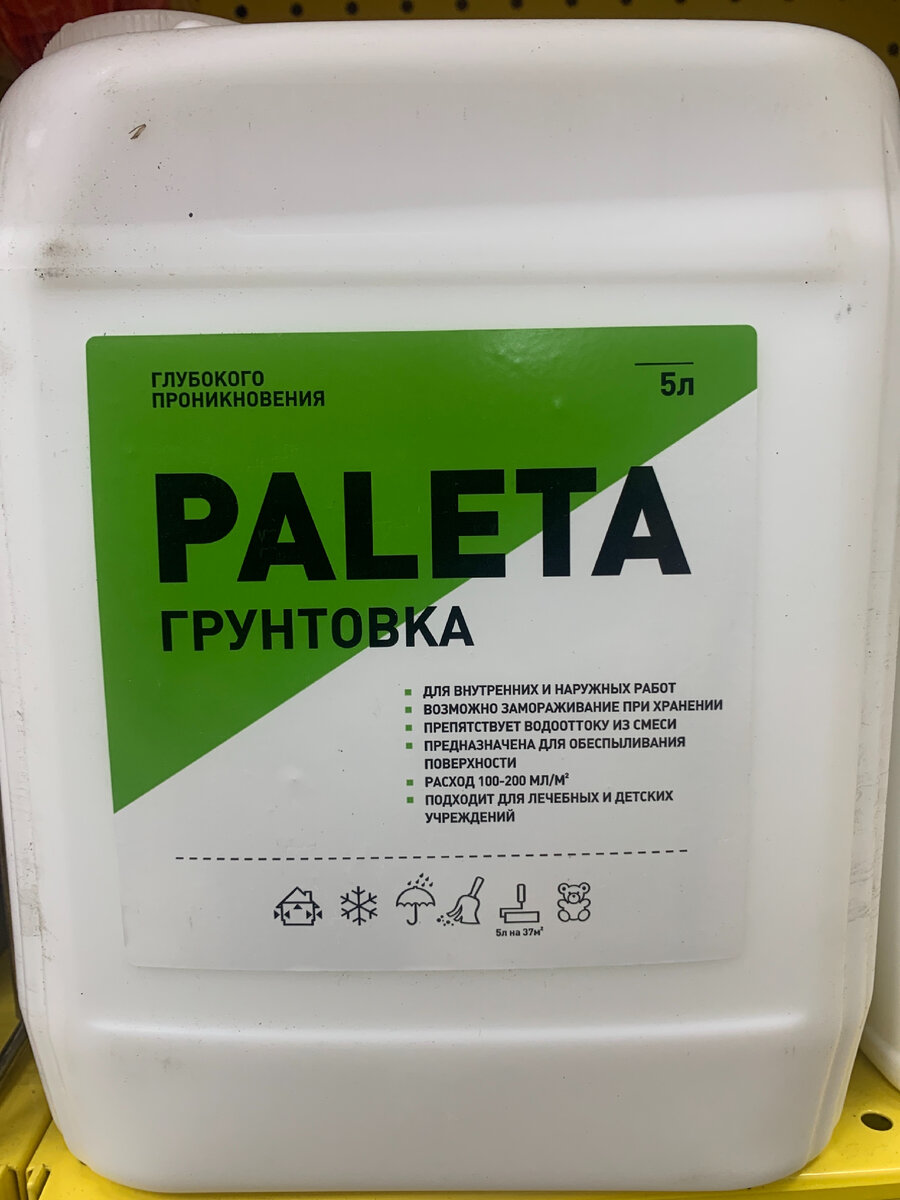 ГЛУБОКОГО
ПРОНИКНОВЕНИЯ
5л
PALETA
ГРУНТОВКА
ДЛЯ ВНУТРЕННИХ И НАРУЖНЫХ РАБОТ
ВОЗМОЖНО ЗАМОРАЖИВАНИЕ ПРИ ХРАНЕНИИ
ПРЕПЯТСТВУЕТ ВОДООТТОКУ ИЗ СМЕСИ
ПРЕДНАЗНАЧЕНА ДЛЯ ОБЕСПЫЛИВАНИЯ
ПОВЕРХНОСТИ
РАСХОД 100-200 МЛ/М²
ПОДХОДИТ ДЛЯ ЛЕЧЕБНЫХ И ДЕТСКИХ
УЧРЕЖДЕНИЙ
5л на 37м²